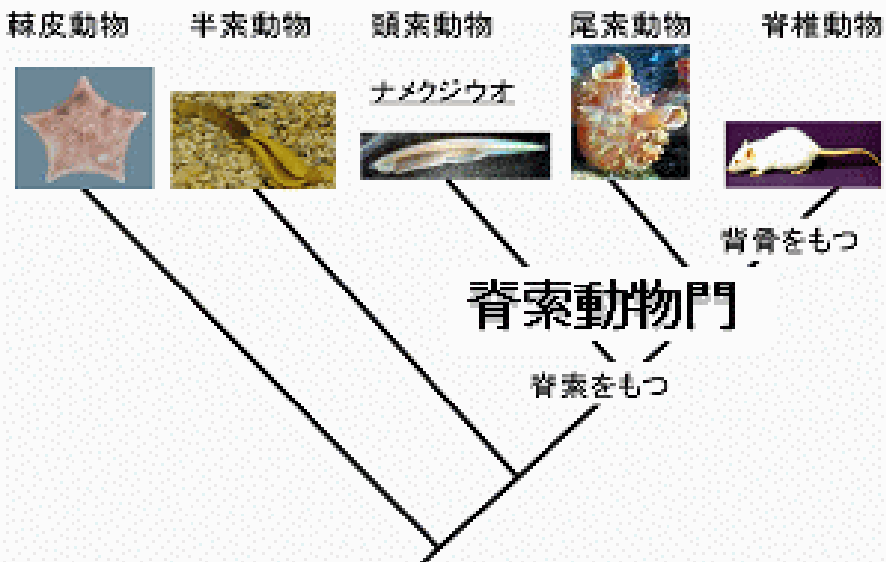 棘皮動物 半索動物 頭索動物 尾索動物 脊椎動物
ナメクジウオ
背骨をもつ
脊索動物門
脊索をもつ